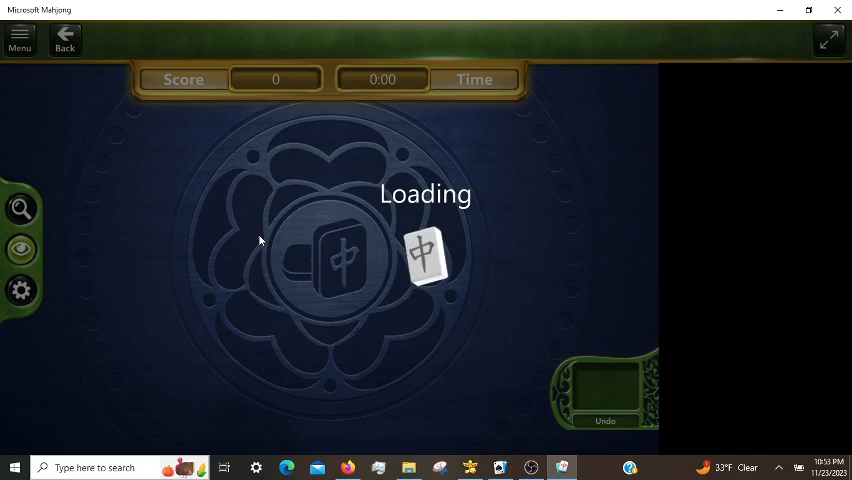 Microsoft Mahjong
Menu
Back
Score
0
0:00
Time
Loading
中
中
Undo
Type here to search
33°F Clear
10:53 PM
11/23/2023